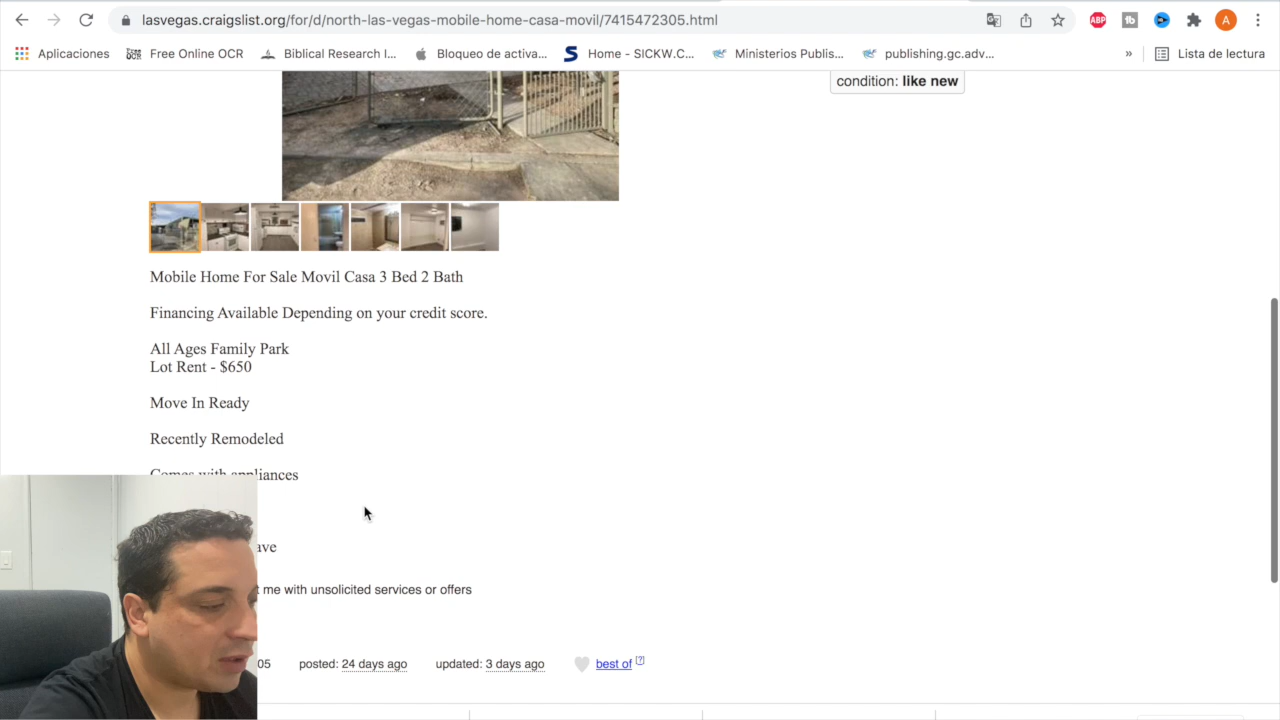 lasvegas.craigslist.org/for/d/north-las-vegas-mobile-home-casa-movil/7415472305.html
ABP
A
Aplicaciones
Free Online OCR
Biblical Research I...
Bloqueo de activa...
Home - SICKW.C...
Ministerios Publis...
publishing.gc.adv...
»
Lista de lectura
condition: like new
Mobile Home For Sale Movil Casa 3 Bed 2 Bath
Financing Available Depending on your credit score.
All Ages Family Park
Lot Rent - $650
Move In Ready
Recently Remodeled
Comes with appliances
ave
me with unsolicited services or offers
05
posted: 24 days ago
updated: 3 days ago
best of [?]